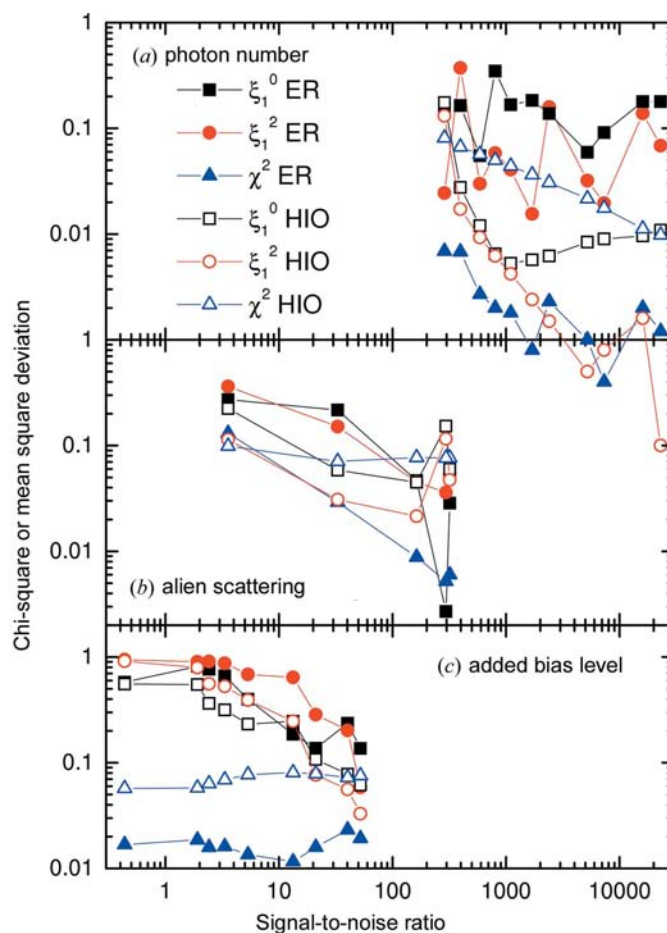 Chi-square or mean square deviation
1
(a) photon number
ξ₁⁰ ER
ξ₁² ER
χ² ER
ξ₁⁰ HIO
ξ₁² HIO
χ² HIO
0.1
0.01
1
0.1
0.01
(b) alien scattering
1
(c) added bias level
0.1
0.01
1 10 100 1000 10000
Signal-to-noise ratio